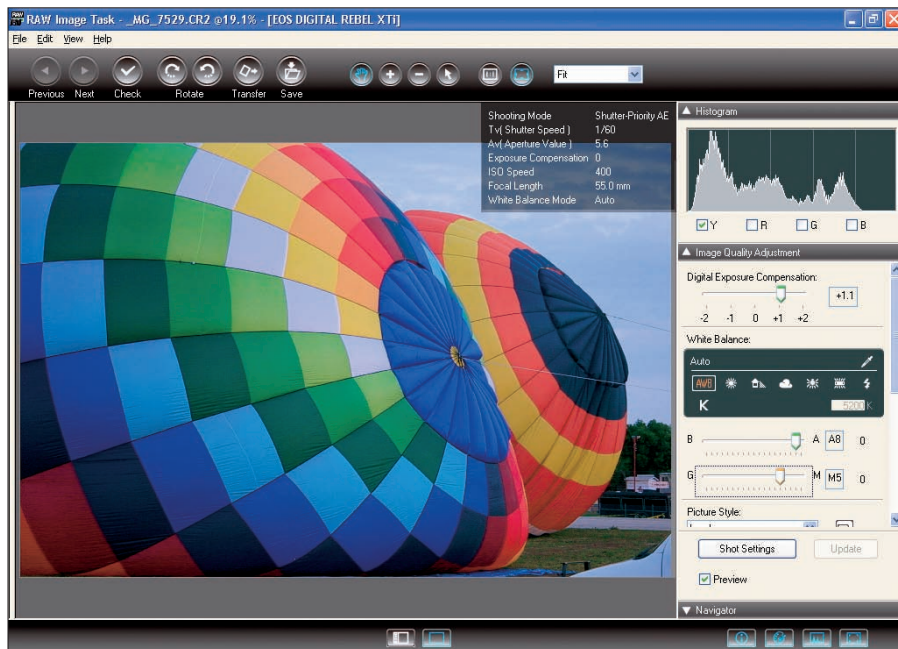 RAW Image Task - _MG_7529.CR2 @19.1% - [EOS DIGITAL REBEL XTi]
File Edit View Help
Previous Next Check Rotate Transfer Save
Fit
Shooting Mode Shutter-Priority AE
Tv( Shutter Speed ) 1/60
Av( Aperture Value ) 5.6
Exposure Compensation 0
ISO Speed 400
Focal Length 55.0 mm
White Balance Mode Auto
Histogram
Y R G B
Image Quality Adjustment
Digital Exposure Compensation:
+1.1
-2 -1 0 +1 +2
White Balance:
Auto
AWB
K 5200 K
B A A8 0
G M M5 0
Picture Style:
Shot Settings Update
Preview
Navigator